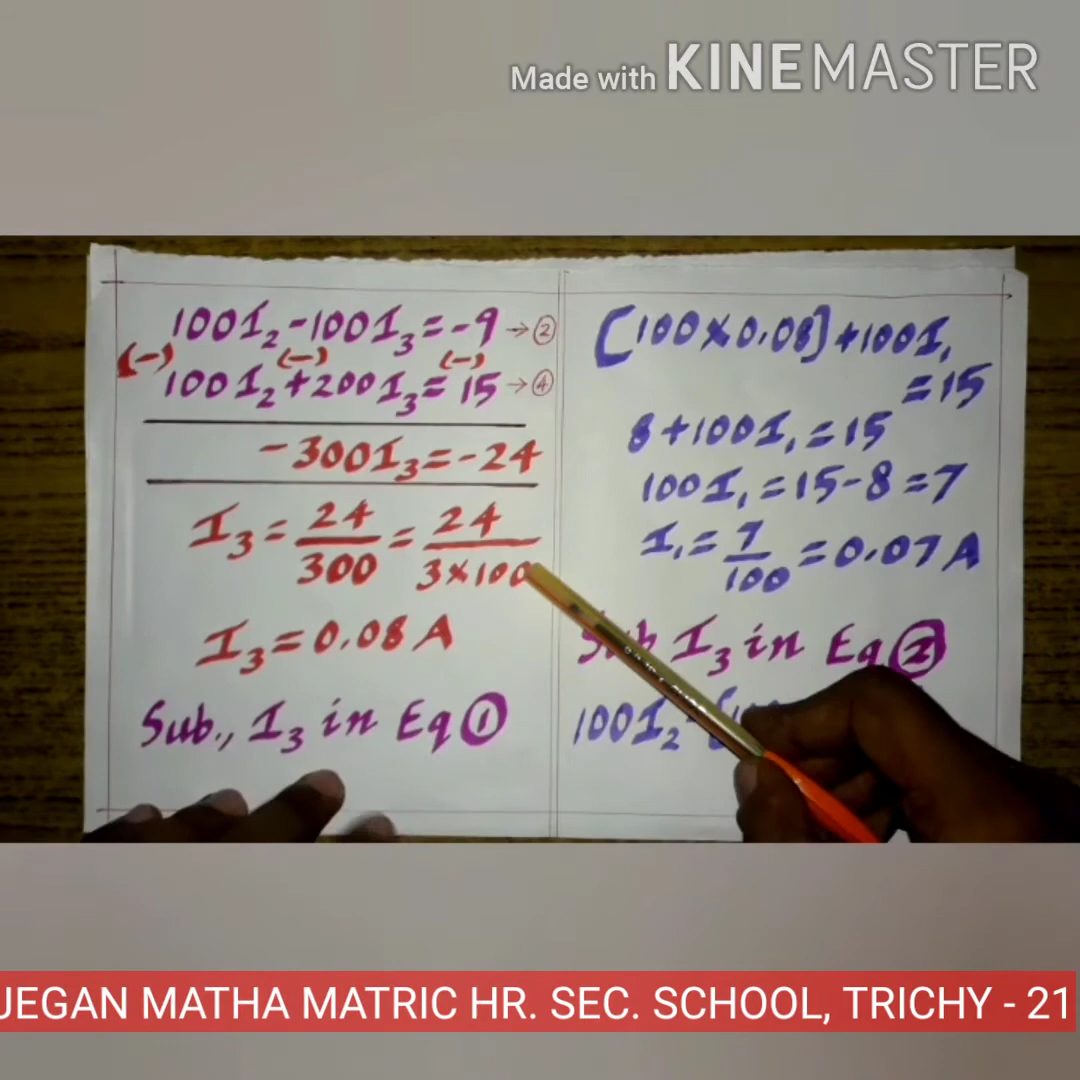 Made with KINEMASTER
100I₂ - 100I₃ = -9 → ②
(-) (-) (-)
100I₂ + 200I₃ = 15 → ④
-300I₃ = -24
I₃ = 24/300 = 24/3×100
I₃ = 0.08 A
Sub., I₃ in Eq ①
[100 × 0.08] + 100I₁
= 15
8 + 100I₁ = 15
100I₁ = 15 - 8 = 7
I₁ = 7/100 = 0.07 A
Sub I₃ in Eq ②
100I₂
JEGAN MATHA MATRIC HR. SEC. SCHOOL, TRICHY - 21